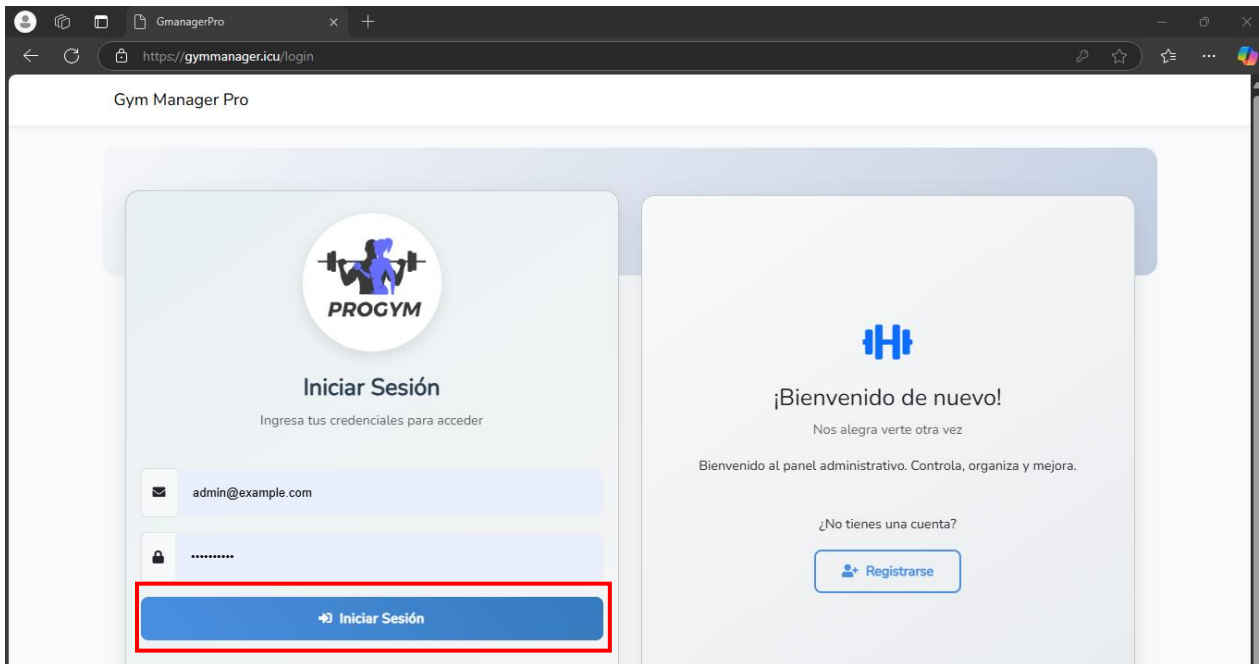 GmanagerPro
https://gymmanager.icu/login
Gym Manager Pro
PROGYM
Iniciar Sesión
Ingresa tus credenciales para acceder
admin@example.com
••••••••••
Iniciar Sesión
¡Bienvenido de nuevo!
Nos alegra verte otra vez
Bienvenido al panel administrativo. Controla, organiza y mejora.
¿No tienes una cuenta?
Registrarse